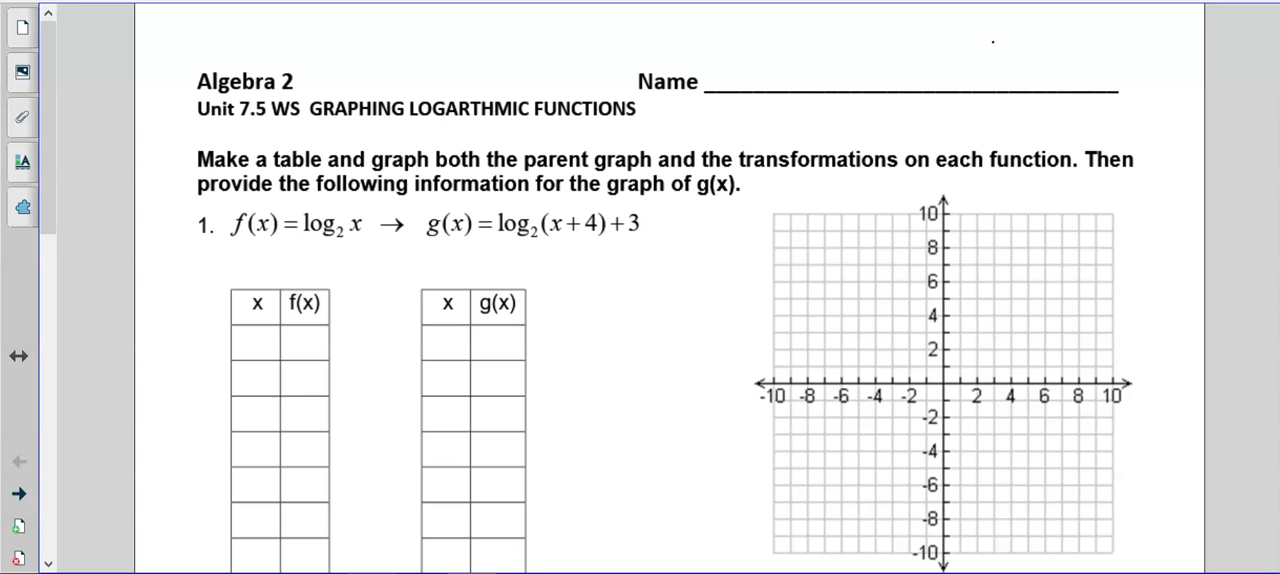 Algebra 2 Name ___________________________________
Unit 7.5 WS GRAPHING LOGARTHMIC FUNCTIONS
Make a table and graph both the parent graph and the transformations on each function. Then
provide the following information for the graph of g(x).
1. f(x) = log₂ x → g(x) = log₂(x+4)+3
x f(x)
x g(x)
10
8
6
4
2
-10 -8 -6 -4 -2 2 4 6 8 10
-2
-4
-6
-8
-10